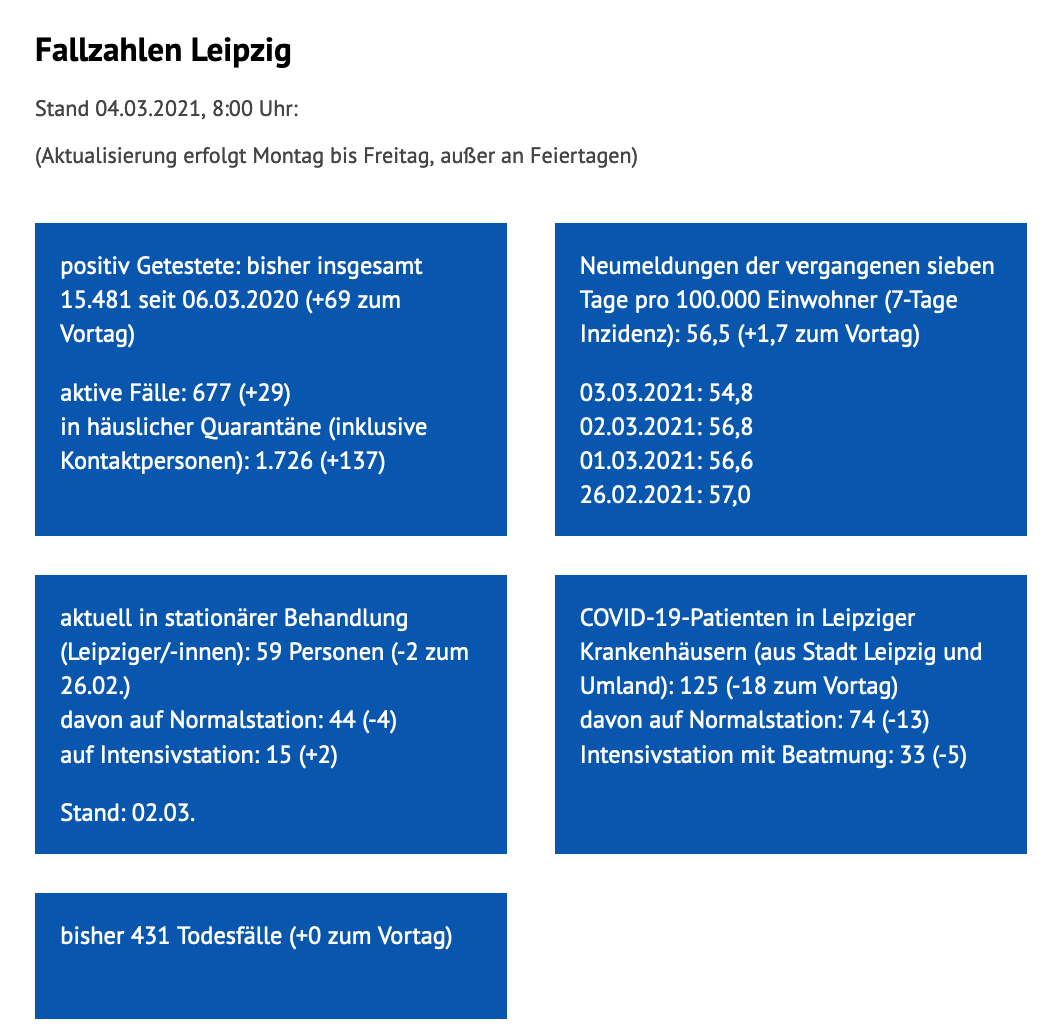 Fallzahlen Leipzig
Stand 04.03.2021, 8:00 Uhr:
(Aktualisierung erfolgt Montag bis Freitag, außer an Feiertagen)
positiv Getestete: bisher insgesamt
15.481 seit 06.03.2020 (+69 zum
Vortag)
aktive Fälle: 677 (+29)
in häuslicher Quarantäne (inklusive
Kontaktpersonen): 1.726 (+137)
Neumeldungen der vergangenen sieben
Tage pro 100.000 Einwohner (7-Tage
Inzidenz): 56,5 (+1,7 zum Vortag)
03.03.2021: 54,8
02.03.2021: 56,8
01.03.2021: 56,6
26.02.2021: 57,0
aktuell in stationärer Behandlung
(Leipziger/-innen): 59 Personen (-2 zum
26.02.)
davon auf Normalstation: 44 (-4)
auf Intensivstation: 15 (+2)
Stand: 02.03.
COVID-19-Patienten in Leipziger
Krankenhäusern (aus Stadt Leipzig und
Umland): 125 (-18 zum Vortag)
davon auf Normalstation: 74 (-13)
Intensivstation mit Beatmung: 33 (-5)
bisher 431 Todesfälle (+0 zum Vortag)